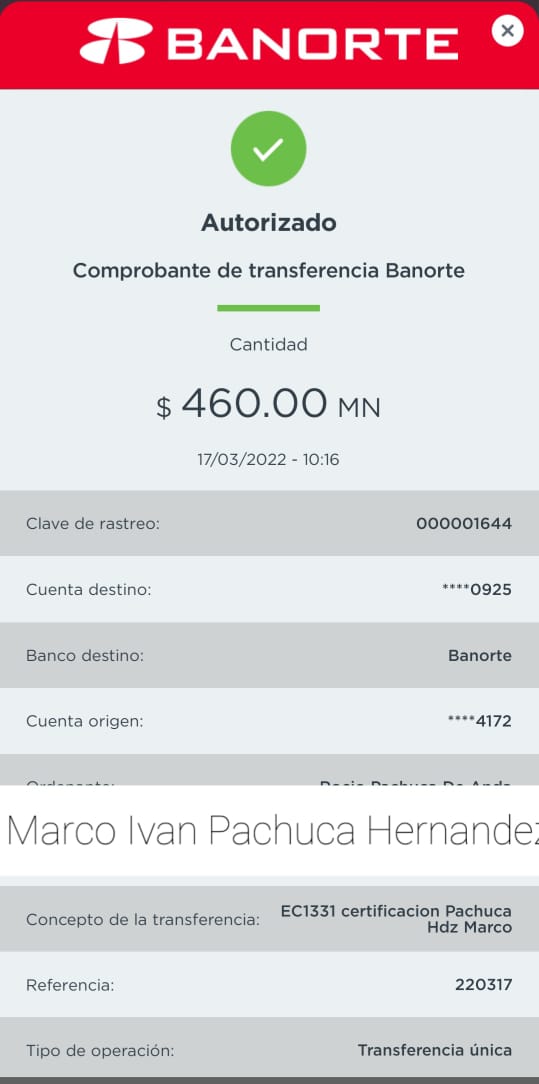 BANORTE
Autorizado
Comprobante de transferencia Banorte
Cantidad
$ 460.00 MN
17/03/2022 - 10:16
Clave de rastreo: 000001644
Cuenta destino: ****0925
Banco destino: Banorte
Cuenta origen: ****4172
Marco Ivan Pachuca Hernandez
Concepto de la transferencia: EC1331 certificacion Pachuca
Hdz Marco
Referencia: 220317
Tipo de operación: Transferencia única